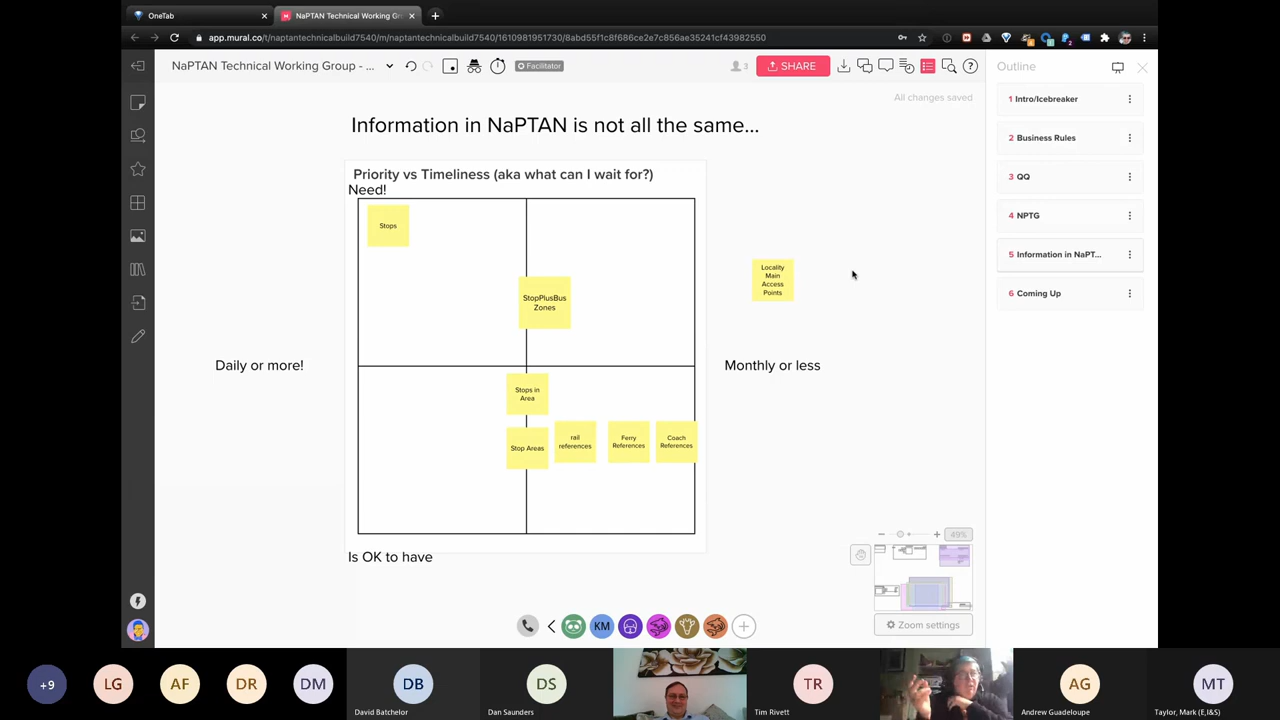 OneTab
NaPTAN Technical Working Gro
app.mural.co/t/naptantechnicalbuild7540/m/naptantechnicalbuild7540/1610981951730/8abd55f1c8f686ce2e7c856ae35241cf43982550
NaPTAN Technical Working Group - ...
Facilitator
3
SHARE
Outline
All changes saved
1 Intro/Icebreaker
2 Business Rules
3 QQ
4 NPTG
5 Information in NaPT...
6 Coming Up
Information in NaPTAN is not all the same...
Priority vs Timeliness (aka what can I wait for?)
Need!
Stops
Locality
Main
Access
Points
StopPlusBus
Zones
Daily or more!
Monthly or less
Stops in
Area
Stop Areas
rail
references
Ferry
References
Coach
References
Is OK to have
49%
Zoom settings
KM
+9
LG
AF
DR
DM
DB
David Batchelor
DS
Dan Saunders
TR
Tim Rivett
AG
Andrew Guadeloupe
MT
Taylor, Mark (E,I&S)